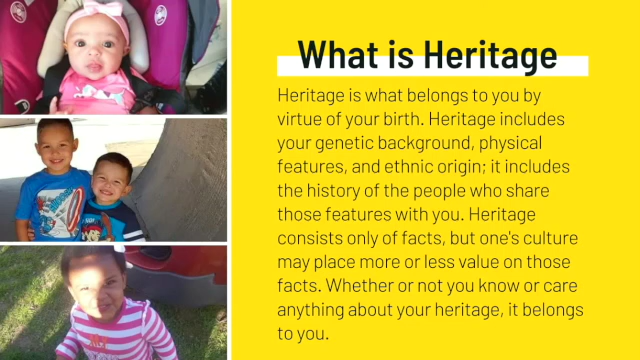 What is Heritage
Heritage is what belongs to you by
virtue of your birth. Heritage includes
your genetic background, physical
features, and ethnic origin; it includes
the history of the people who share
those features with you. Heritage
consists only of facts, but one's culture
may place more or less value on those
facts. Whether or not you know or care
anything about your heritage, it belongs
to you.